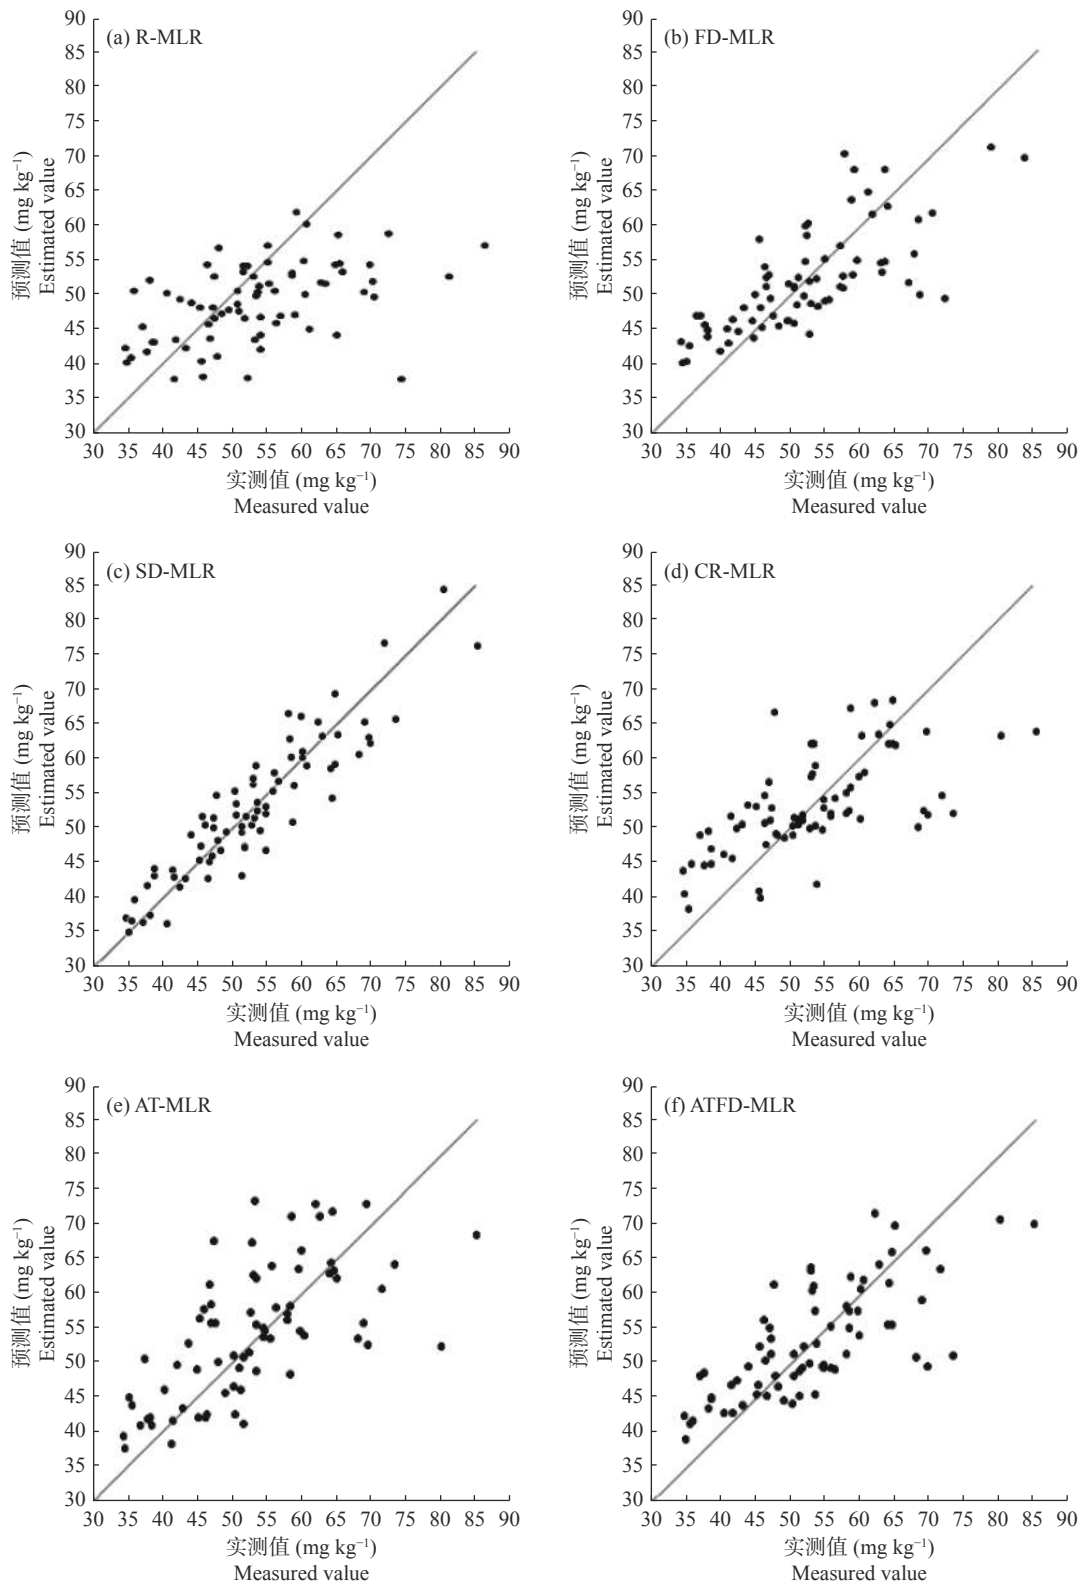 (a) R-MLR
90
85
80
75
70
65
60
55
50
45
40
35
30
预测值 (mg kg⁻¹)
Estimated value
30 35 40 45 50 55 60 65 70 75 80 85 90
实测值 (mg kg⁻¹)
Measured value
(b) FD-MLR
90
85
80
75
70
65
60
55
50
45
40
35
30
预测值 (mg kg⁻¹)
Estimated value
30 35 40 45 50 55 60 65 70 75 80 85 90
实测值 (mg kg⁻¹)
Measured value
(c) SD-MLR
90
85
80
75
70
65
60
55
50
45
40
35
30
预测值 (mg kg⁻¹)
Estimated value
30 35 40 45 50 55 60 65 70 75 80 85 90
实测值 (mg kg⁻¹)
Measured value
(d) CR-MLR
90
85
80
75
70
65
60
55
50
45
40
35
30
预测值 (mg kg⁻¹)
Estimated value
30 35 40 45 50 55 60 65 70 75 80 85 90
实测值 (mg kg⁻¹)
Measured value
(e) AT-MLR
90
85
80
75
70
65
60
55
50
45
40
35
30
预测值 (mg kg⁻¹)
Estimated value
30 35 40 45 50 55 60 65 70 75 80 85 90
实测值 (mg kg⁻¹)
Measured value
(f) ATFD-MLR
90
85
80
75
70
65
60
55
50
45
40
35
30
预测值 (mg kg⁻¹)
Estimated value
30 35 40 45 50 55 60 65 70 75 80 85 90
实测值 (mg kg⁻¹)
Measured value